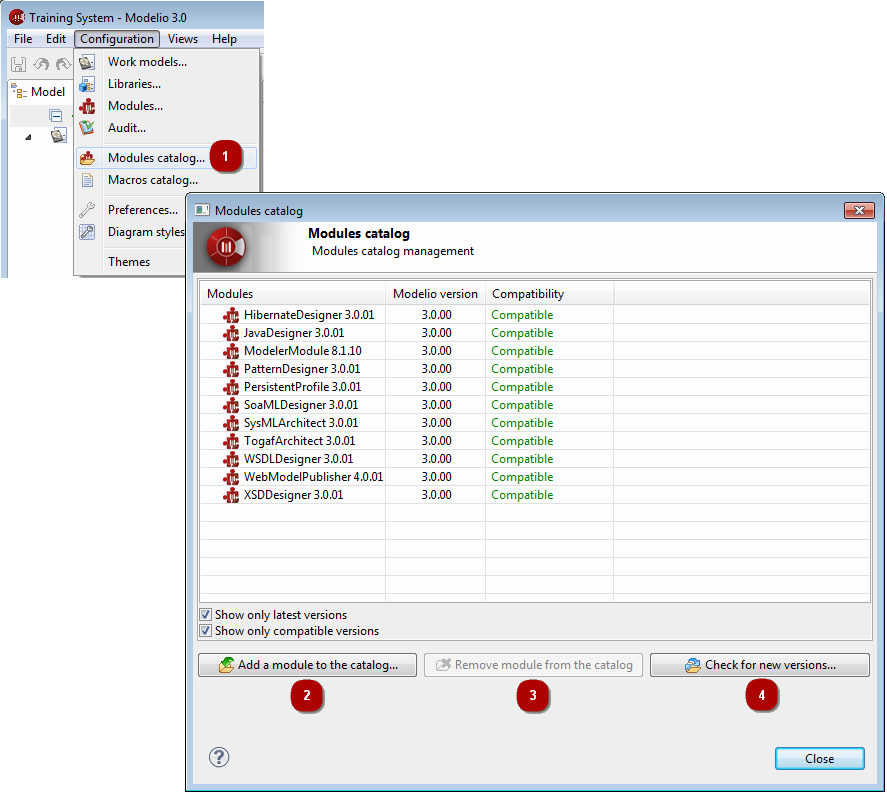 Training System - Modelio 3.0
File Edit Configuration Views Help
Model
Work models...
Libraries...
Modules...
Audit...
Modules catalog... 1
Macros catalog...
Preferences...
Diagram styles
Themes
Modules catalog
Modules catalog
Modules catalog management
Modules Modelio version Compatibility
HibernateDesigner 3.0.01 3.0.00 Compatible
JavaDesigner 3.0.01 3.0.00 Compatible
ModelerModule 8.1.10 3.0.00 Compatible
PatternDesigner 3.0.01 3.0.00 Compatible
PersistentProfile 3.0.01 3.0.00 Compatible
SoaMLDesigner 3.0.01 3.0.00 Compatible
SysMLArchitect 3.0.01 3.0.00 Compatible
TogafArchitect 3.0.01 3.0.00 Compatible
WSDLDesigner 3.0.01 3.0.00 Compatible
WebModelPublisher 4.0.01 3.0.00 Compatible
XSDDesigner 3.0.01 3.0.00 Compatible
Show only latest versions
Show only compatible versions
Add a module to the catalog... Remove module from the catalog Check for new versions...
2 3 4
? Close